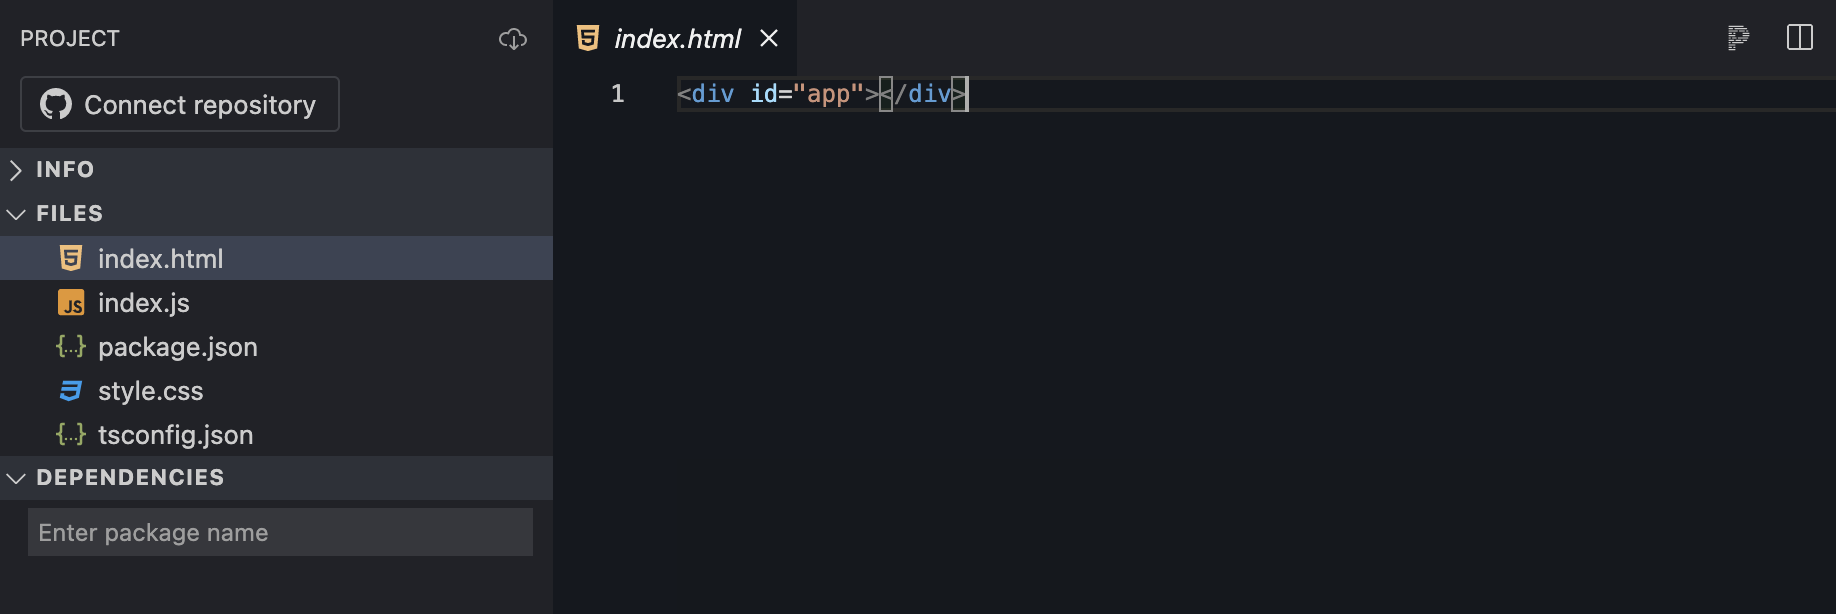 PROJECT
Connect repository
INFO
FILES
index.html
JS index.js
{...} package.json
style.css
{...} tsconfig.json
DEPENDENCIES
Enter package name
index.html
1 <div id="app"></div>